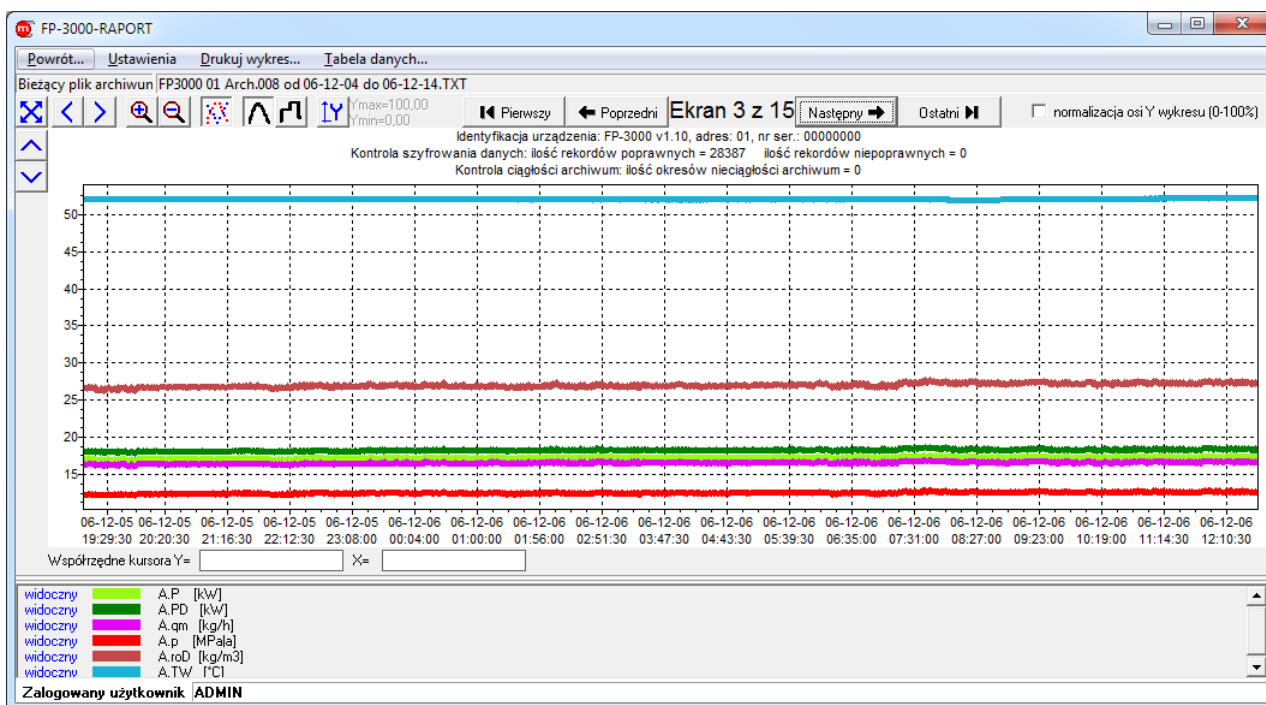 FP-3000-RAPORT
Powrót... Ustawienia Drukuj wykres... Tabela danych...
Bieżący plik archiwun FP3000 01 Arch.008 od 06-12-04 do 06-12-14.TXT
Y Ymax=100,00 Pierwszy Poprzedni Ekran 3 z 15 Następny Ostatni normalizacja osi Y wykresu (0-100%)
Ymin=0,00
Identyfikacja urządzenia: FP-3000 v1.10, adres: 01, nr ser.: 00000000
Kontrola szyfrowania danych: ilość rekordów poprawnych = 28387 ilość rekordów niepoprawnych = 0
Kontrola ciągłości archiwum: ilość okresów nieciągłości archiwum = 0
50
45
40
35
30
25
20
15
06-12-05 06-12-05 06-12-05 06-12-05 06-12-05 06-12-06 06-12-06 06-12-06 06-12-06 06-12-06 06-12-06 06-12-06 06-12-06 06-12-06 06-12-06 06-12-06 06-12-06 06-12-06 06-12-06
19:29:30 20:20:30 21:16:30 22:12:30 23:08:00 00:04:00 01:00:00 01:56:00 02:51:30 03:47:30 04:43:30 05:39:30 06:35:00 07:31:00 08:27:00 09:23:00 10:19:00 11:14:30 12:10:30
Współrzędne kursora Y= X=
widoczny A.P [kW]
widoczny A.PD [kW]
widoczny A.qm [kg/h]
widoczny A.p [MPa|a]
widoczny A.roD [kg/m3]
widoczny A.TW [°C]
Zalogowany użytkownik ADMIN